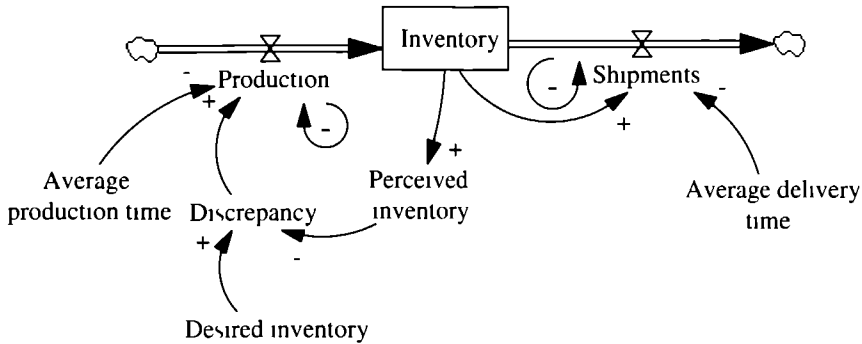 Inventory
Production
Shipments
-
+
-
-
+
-
+
Average
production time
Discrepancy
Perceived
inventory
Average delivery
time
+
-
Desired inventory